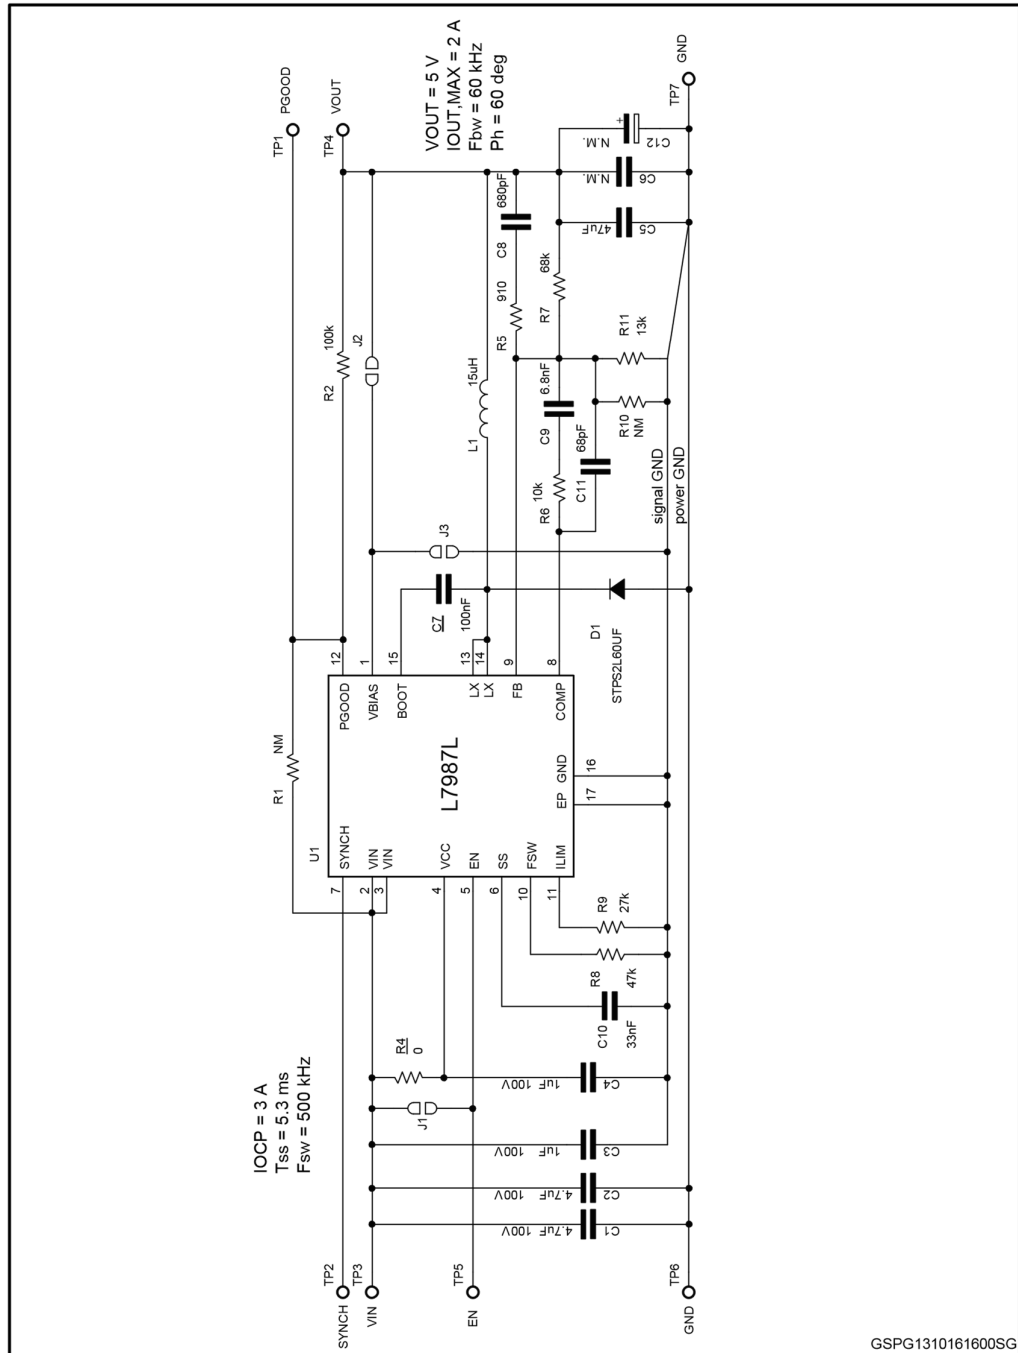 IOCP = 3 A
Tss = 5.3 ms
Fsw = 500 kHz
VOUT = 5 V
IOUT,MAX = 2 A
Fbw = 60 kHz
Ph = 60 deg
TP2
SYNCH
TP3
VIN
TP5
EN
TP6
GND
TP1
PGOOD
TP4
VOUT
TP7
GND
C1
4.7uF 100V
C2
4.7uF 100V
C3
1uF 100V
C4
1uF 100V
J1
R4
0
C10
33nF
R8
47k
R9
27k
R1
NM
U1
L7987L
7
SYNCH
2
VIN
3
VIN
4
VCC
5
EN
6
SS
10
FSW
11
ILIM
PGOOD
12
VBIAS
1
BOOT
15
LX
13
LX
14
FB
9
COMP
8
EP
17
GND
16
R2
100k
J2
J3
C7
100nF
D1
STPS2L60UF
L1
15uH
R5
910
C8
680pF
R6
10k
C9
6.8nF
R7
68k
C11
68pF
R10
NM
R11
13k
signal GND
power GND
C5
47uF
C6
N.M.
+
C12
N.M.
GSPG1310161600SG